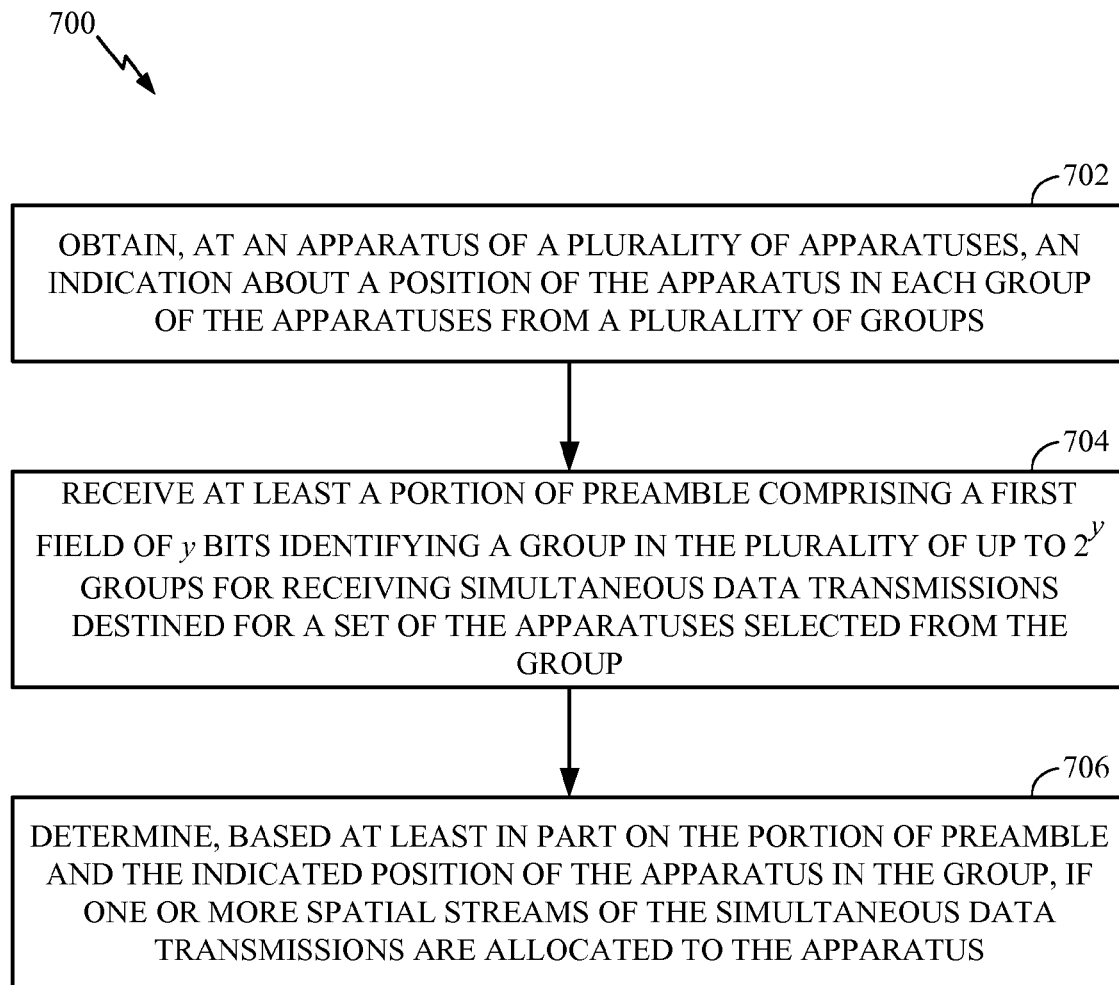 700
702
OBTAIN, AT AN APPARATUS OF A PLURALITY OF APPARATUSES, AN
INDICATION ABOUT A POSITION OF THE APPARATUS IN EACH GROUP
OF THE APPARATUSES FROM A PLURALITY OF GROUPS
704
RECEIVE AT LEAST A PORTION OF PREAMBLE COMPRISING A FIRST
FIELD OF y BITS IDENTIFYING A GROUP IN THE PLURALITY OF UP TO 2^y
GROUPS FOR RECEIVING SIMULTANEOUS DATA TRANSMISSIONS
DESTINED FOR A SET OF THE APPARATUSES SELECTED FROM THE
GROUP
706
DETERMINE, BASED AT LEAST IN PART ON THE PORTION OF PREAMBLE
AND THE INDICATED POSITION OF THE APPARATUS IN THE GROUP, IF
ONE OR MORE SPATIAL STREAMS OF THE SIMULTANEOUS DATA
TRANSMISSIONS ARE ALLOCATED TO THE APPARATUS